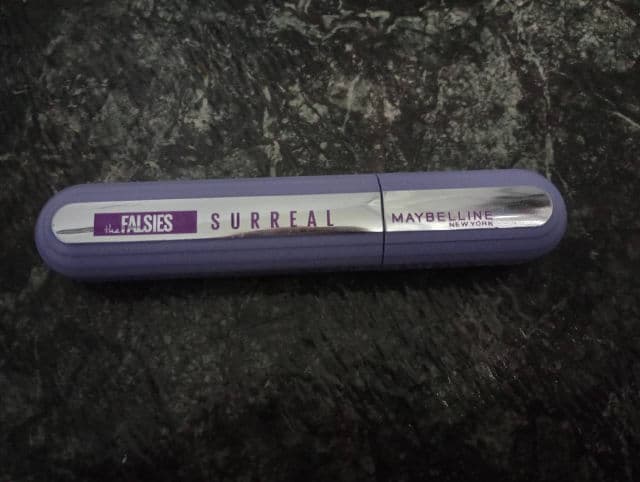 the FALSIES SURREAL MAYBELLINE
NEW YORK